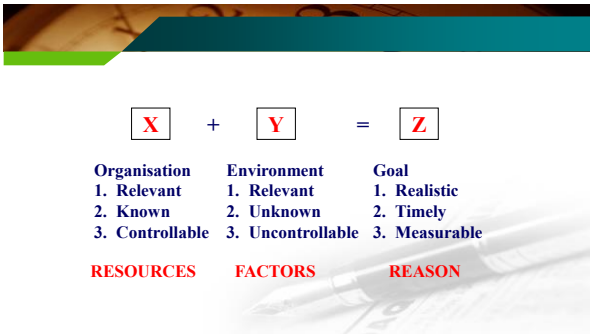 X + Y = Z
Organisation Environment Goal
1. Relevant 1. Relevant 1. Realistic
2. Known 2. Unknown 2. Timely
3. Controllable 3. Uncontrollable 3. Measurable
RESOURCES FACTORS REASON